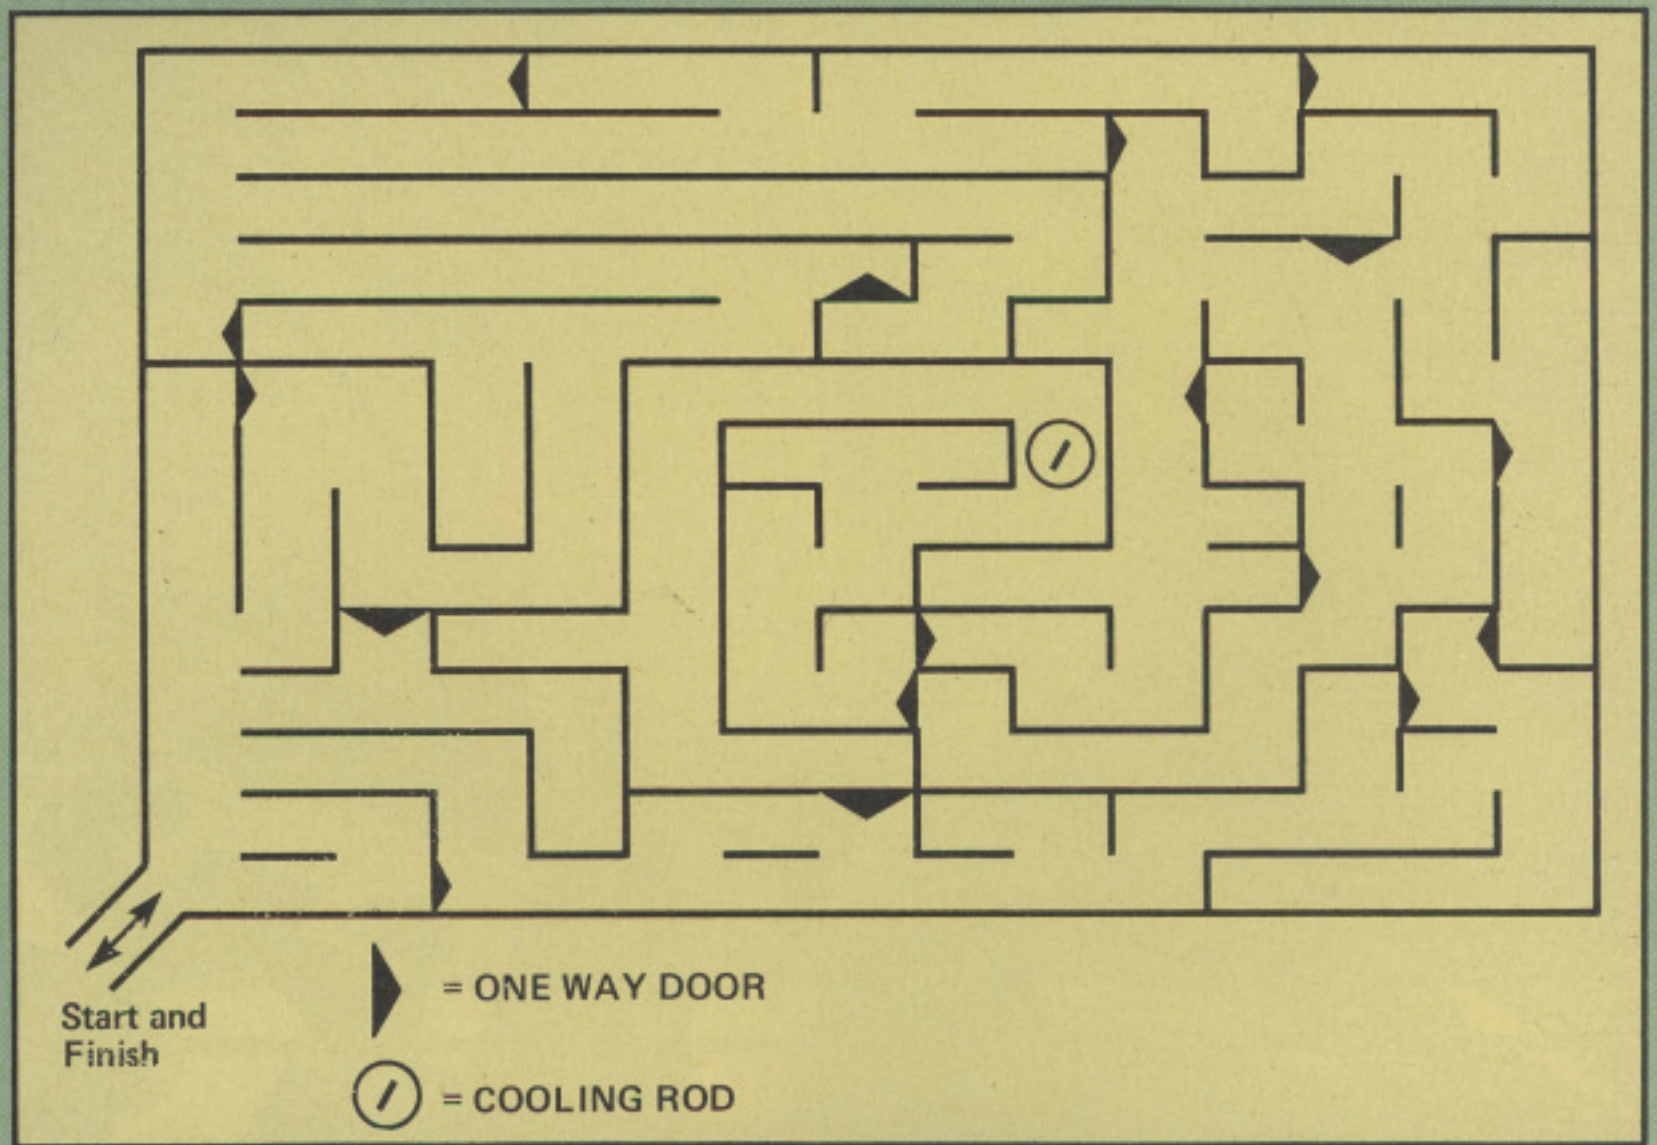 Start and
Finish
= ONE WAY DOOR
= COOLING ROD